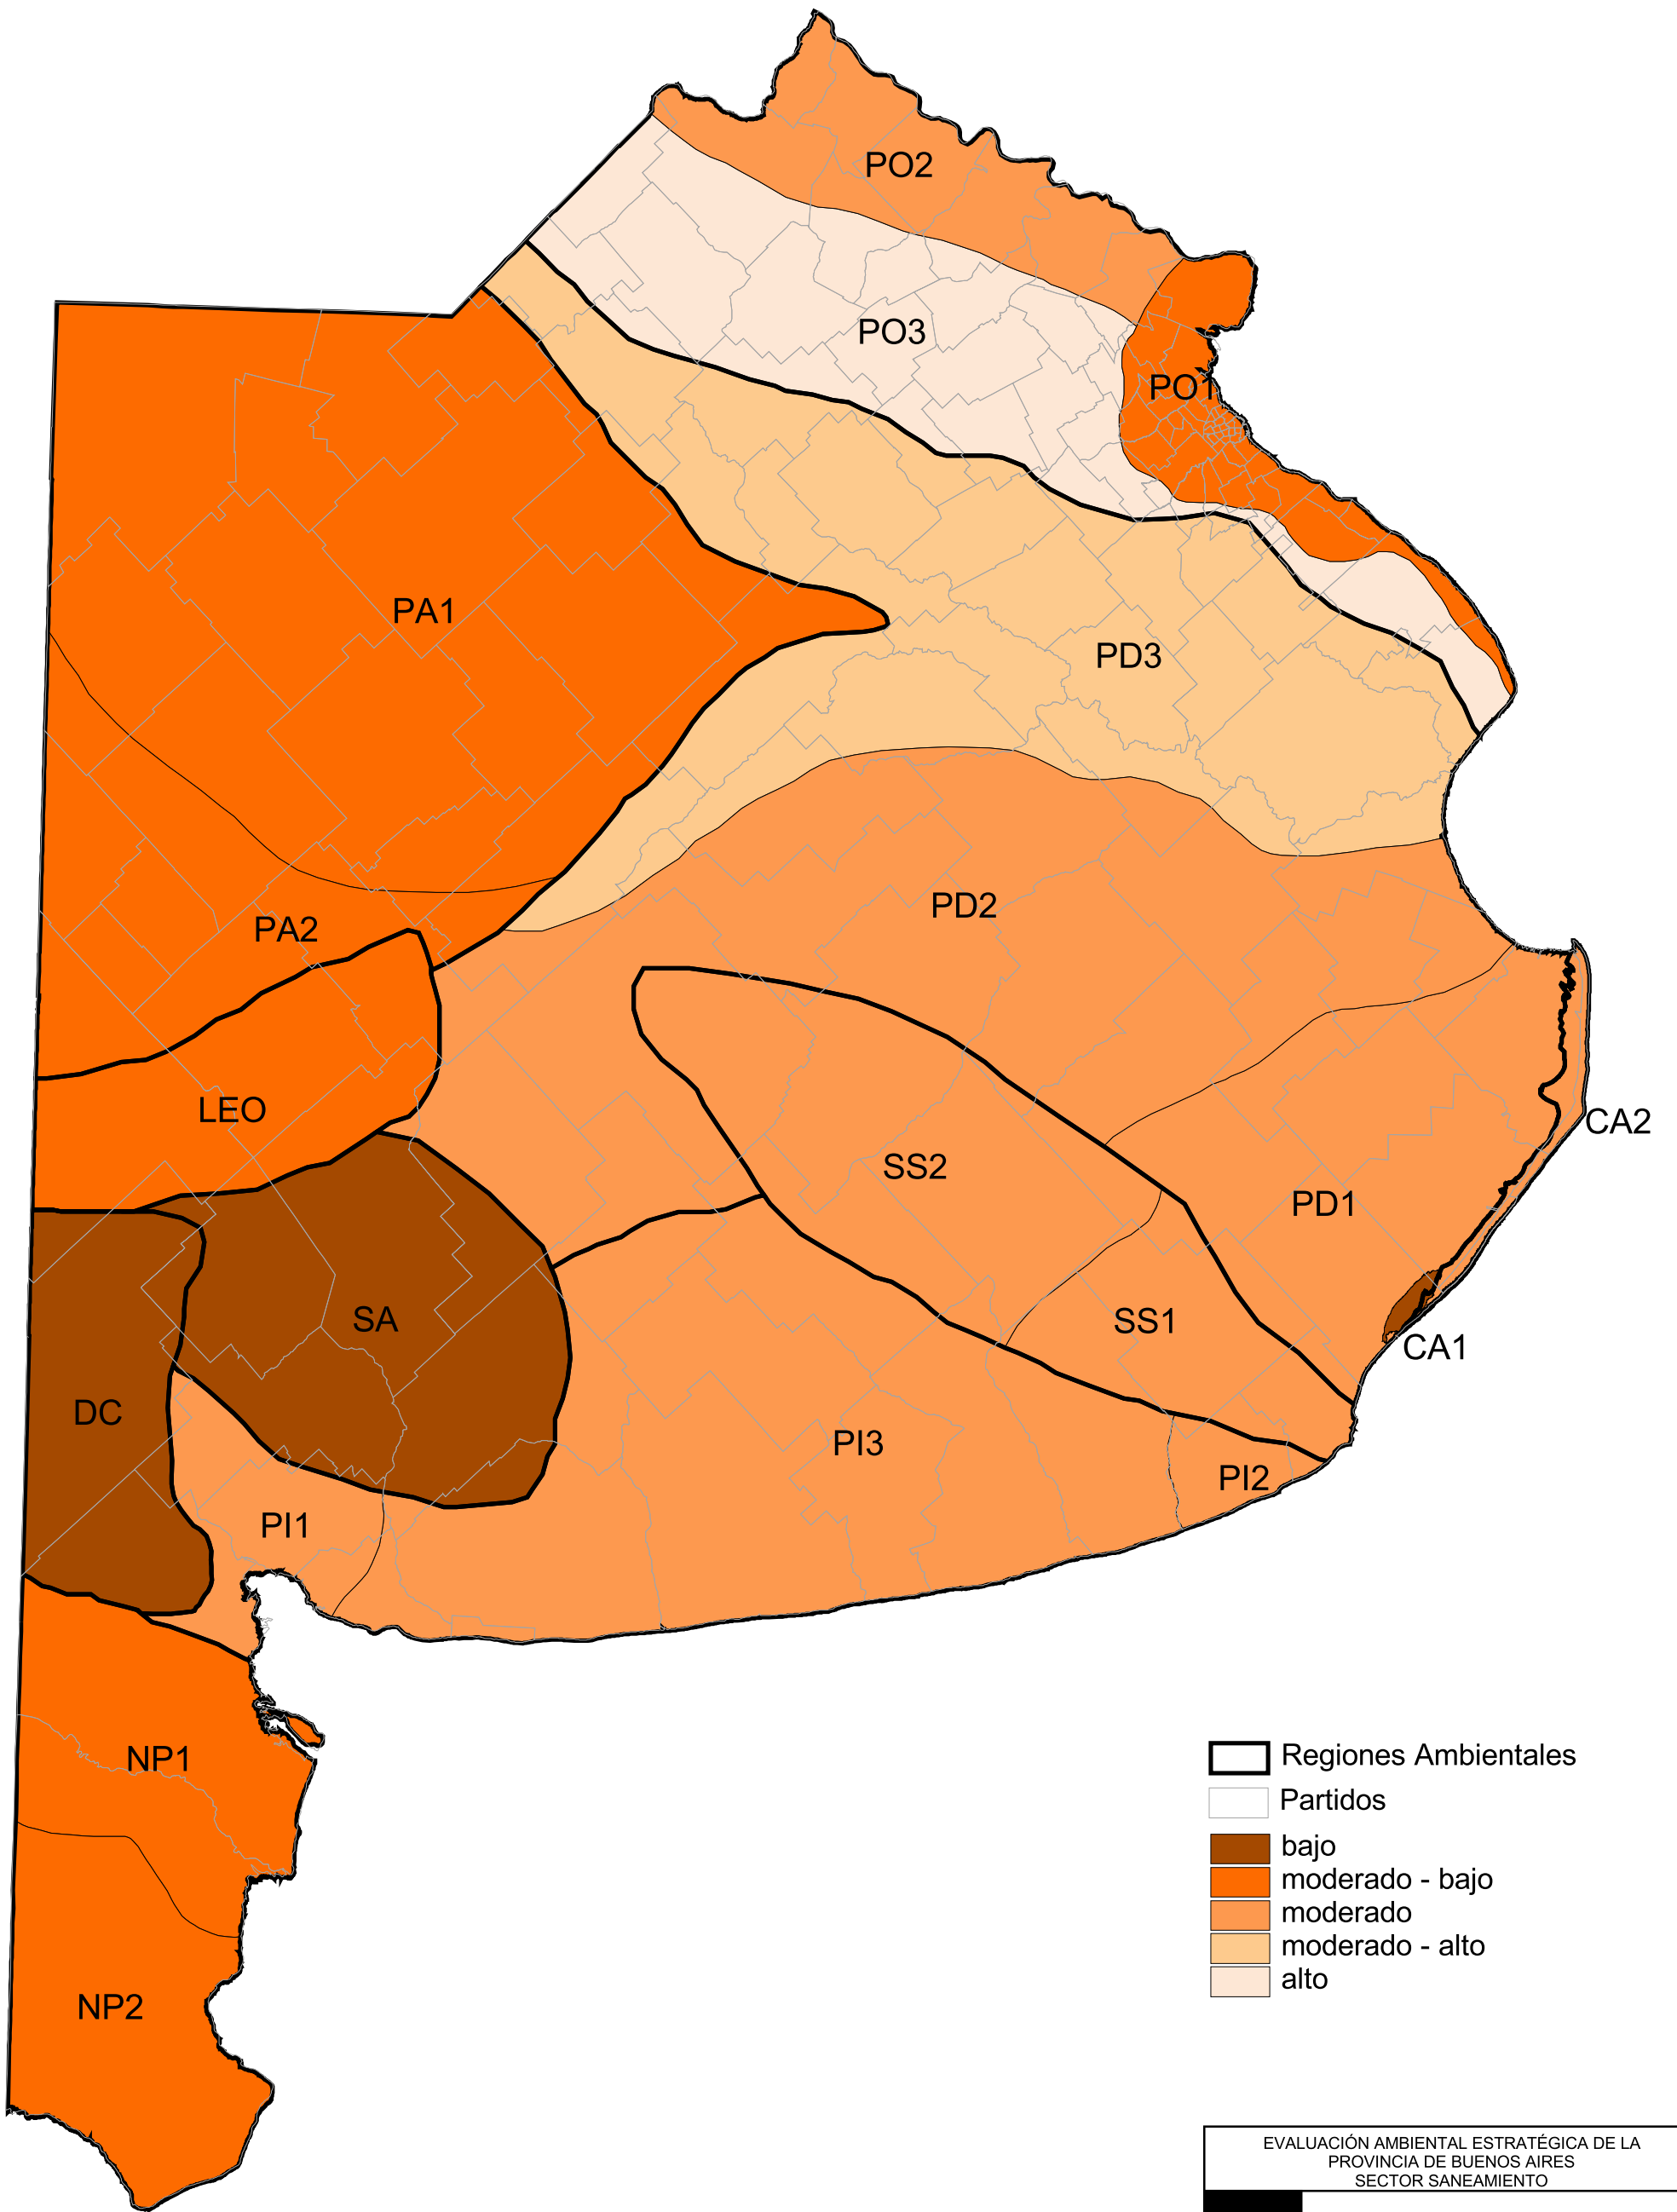 PO2
PO3
PO1
PA1
PD3
PD2
PA2
LEO
CA2
SS2
PD1
SA
SS1
CA1
DC
PI3
PI2
PI1
NP1
NP2
Regiones Ambientales
Partidos
bajo
moderado - bajo
moderado
moderado - alto
alto
EVALUACIÓN AMBIENTAL ESTRATÉGICA DE LA
PROVINCIA DE BUENOS AIRES
SECTOR SANEAMIENTO